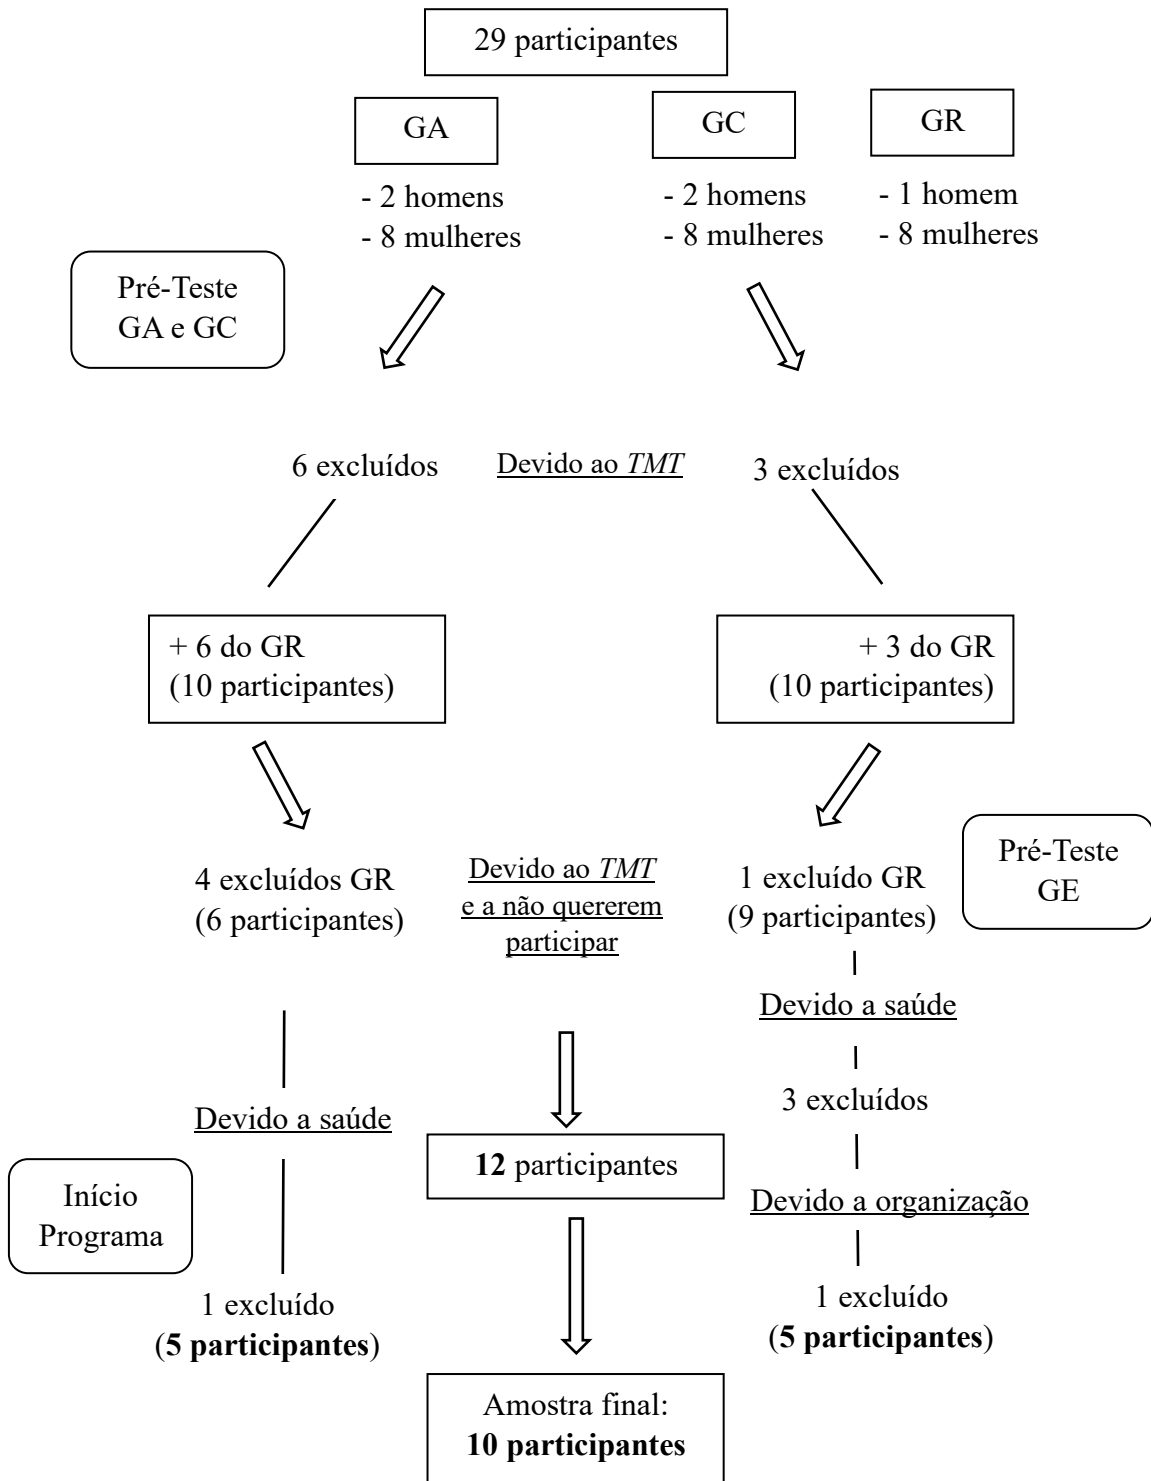 29 participantes
GA
GC
GR
- 2 homens
- 8 mulheres
- 2 homens
- 8 mulheres
- 1 homem
- 8 mulheres
Pré-Teste
GA e GC
6 excluídos
Devido ao TMT
3 excluídos
+ 6 do GR
(10 participantes)
+ 3 do GR
(10 participantes)
4 excluídos GR
(6 participantes)
Devido ao TMT
e a não quererem
participar
1 excluído GR
(9 participantes)
Pré-Teste
GE
Devido a saúde
3 excluídos
Devido a saúde
12 participantes
Devido a organização
Início
Programa
1 excluído
(5 participantes)
1 excluído
(5 participantes)
Amostra final:
10 participantes